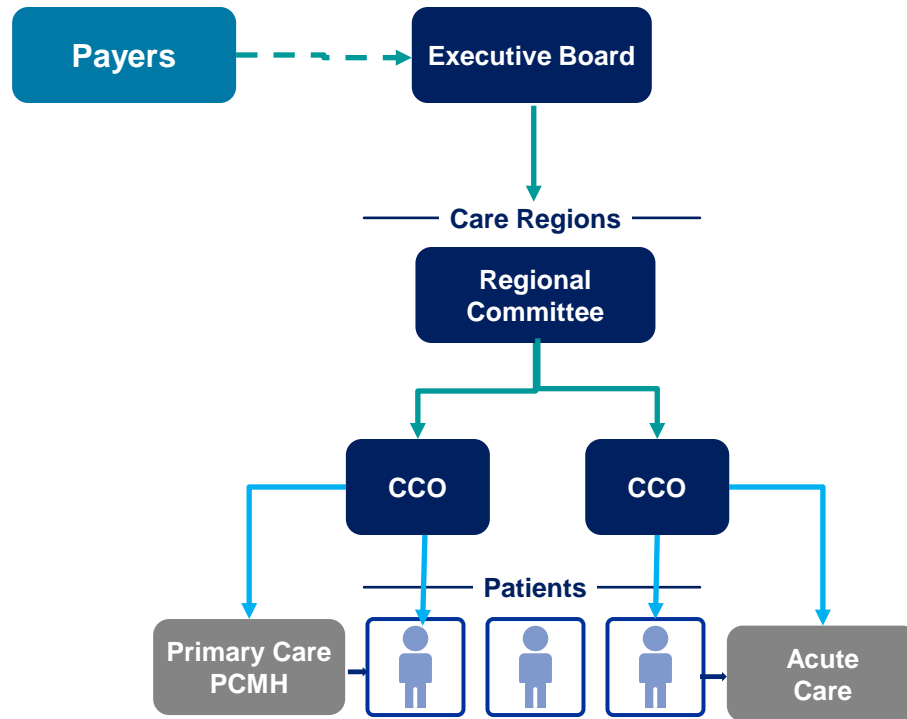 Payers
Executive Board
Care Regions
Regional
Committee
CCO
CCO
Patients
Primary Care
PCMH
Acute
Care